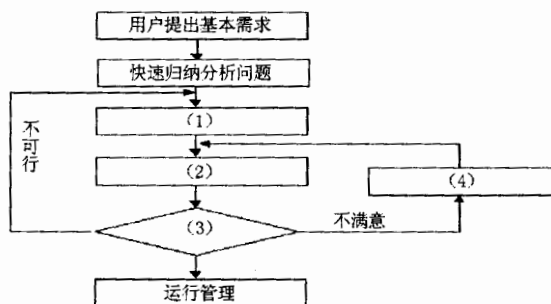 用户提出基本需求
快速归纳分析问题
(1)
不可行
(2)
(4)
(3)
不满意
运行管理